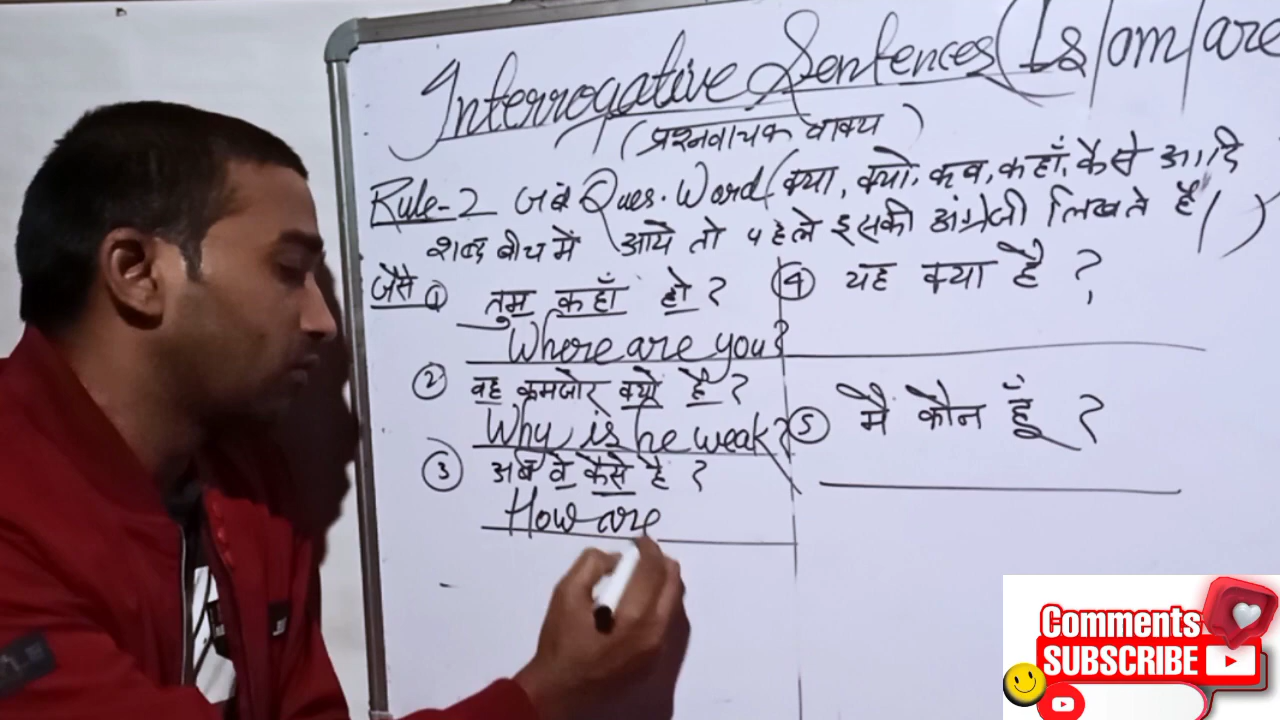 Interrogative Sentences (Is/am/are
(प्रश्नवाचक वाक्य)
Rule-2 जब Ques. Word (क्या, क्यो, कब, कहाँ, कैसे आदि
शब्द बीच में आये तो पहले इसकी अंग्रेजी लिखते है ( )
जैसे ① तुम कहाँ हो?
Where are you?
② वह कमजोर क्यो है?
Why is he weak?
③ अब वे कैसे है?
How are
④ यह क्या है?
⑤ मै कौन हूँ?
Comments
SUBSCRIBE